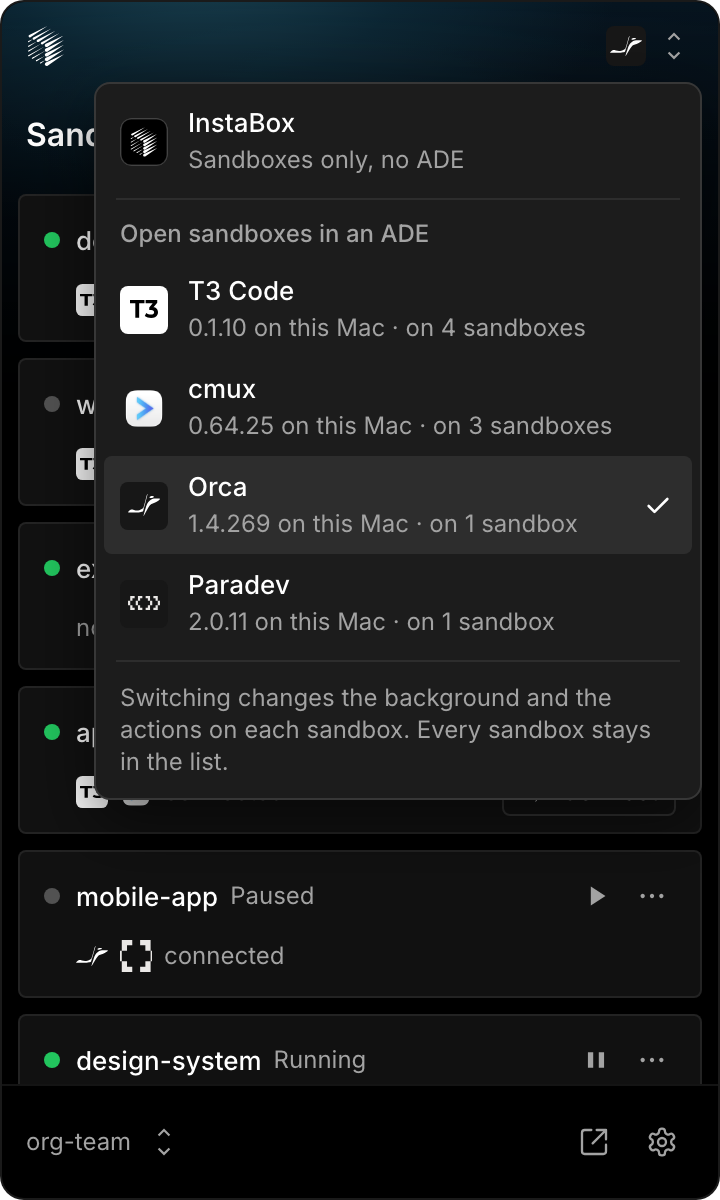 InstaBox
Sandboxes only, no ADE
Open sandboxes in an ADE
T3 T3 Code
0.1.10 on this Mac · on 4 sandboxes
cmux
0.64.25 on this Mac · on 3 sandboxes
Orca
1.4.269 on this Mac · on 1 sandbox
Paradev
2.0.11 on this Mac · on 1 sandbox
Switching changes the background and the
actions on each sandbox. Every sandbox stays
in the list.
mobile-app Paused
connected
design-system Running
org-team